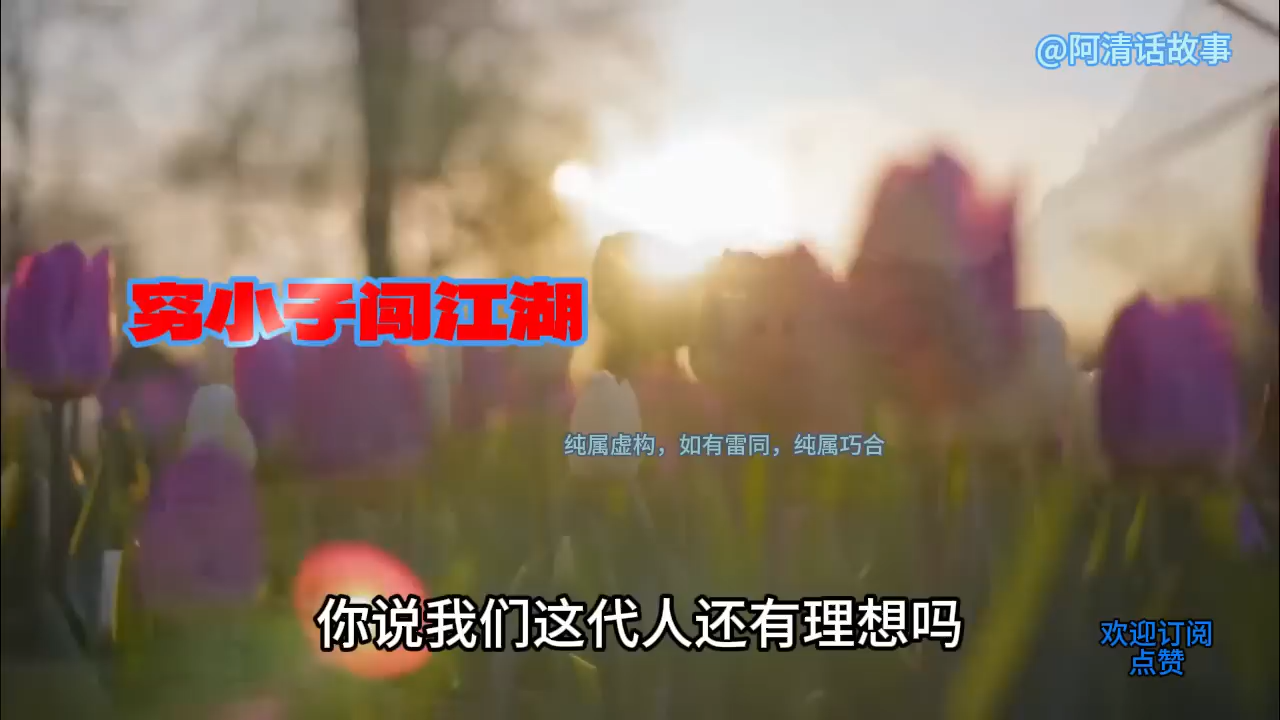 @阿清话故事
穷小子闯江湖
纯属虚构，如有雷同，纯属巧合
你说我们这代人还有理想吗
欢迎订阅
点赞